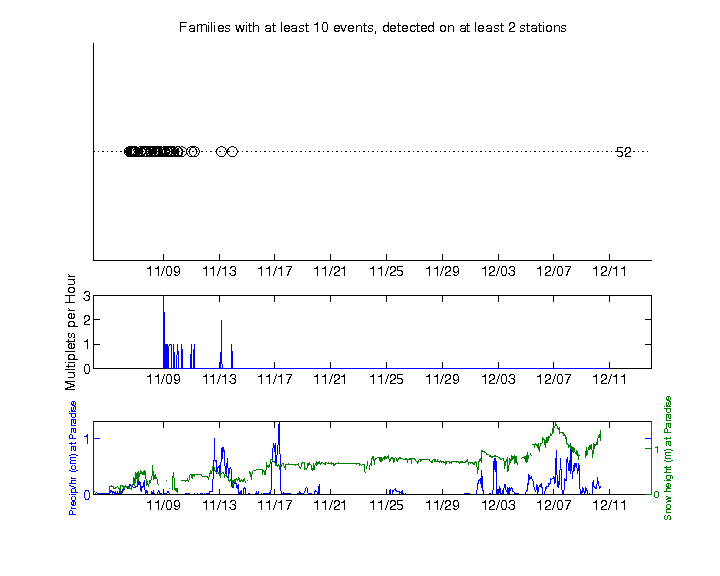 Families with at least 10 events, detected on at least 2 stations
52
11/09 11/13 11/17 11/21 11/25 11/29 12/03 12/07 12/11
Multiplets per Hour
3
2
1
0
11/09 11/13 11/17 11/21 11/25 11/29 12/03 12/07 12/11
Precip/hr (cm) at Paradise
1
0
1
0
Snow height (m) at Paradise
11/09 11/13 11/17 11/21 11/25 11/29 12/03 12/07 12/11